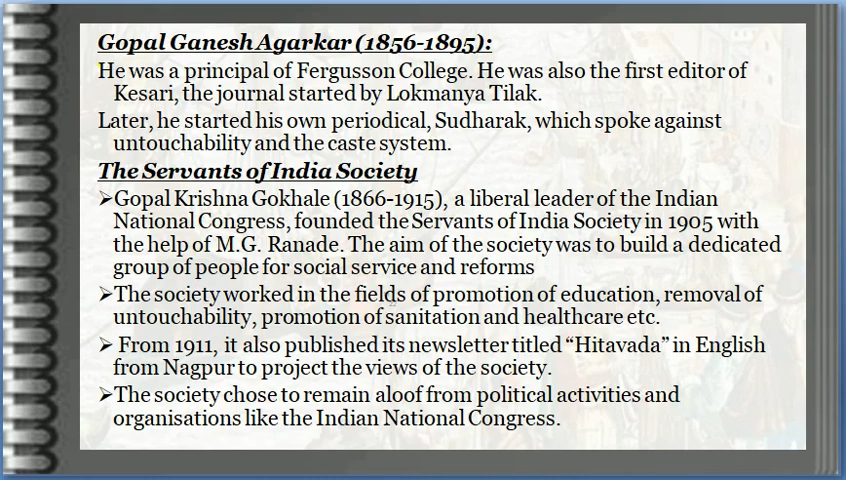 Gopal Ganesh Agarkar (1856-1895):
He was a principal of Fergusson College. He was also the first editor of
Kesari, the journal started by Lokmanya Tilak.
Later, he started his own periodical, Sudharak, which spoke against
untouchability and the caste system.
The Servants of India Society
➢Gopal Krishna Gokhale (1866-1915), a liberal leader of the Indian
National Congress, founded the Servants of India Society in 1905 with
the help of M.G. Ranade. The aim of the society was to build a dedicated
group of people for social service and reforms
➢The society worked in the fields of promotion of education, removal of
untouchability, promotion of sanitation and healthcare etc.
➢ From 1911, it also published its newsletter titled “Hitavada” in English
from Nagpur to project the views of the society.
➢The society chose to remain aloof from political activities and
organisations like the Indian National Congress.